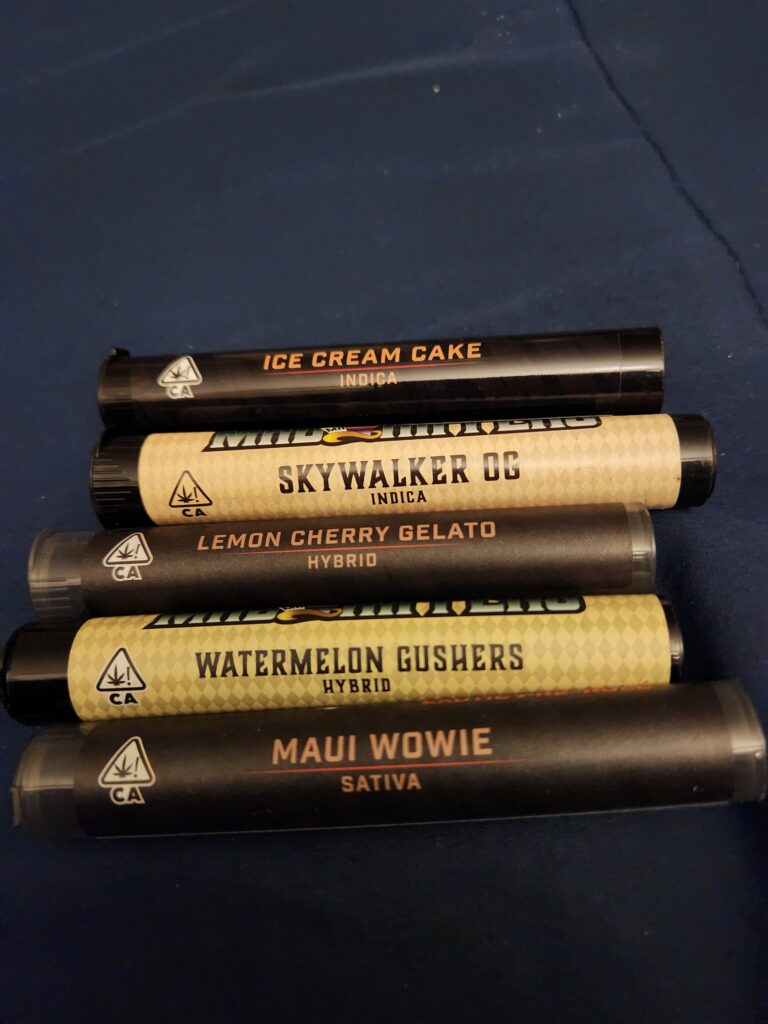 ICE CREAM CAKE
INDICA
CA
SKYWALKER OG
INDICA
CA
LEMON CHERRY GELATO
HYBRID
CA
WATERMELON GUSHERS
HYBRID
CA
MAUI WOWIE
SATIVA
CA